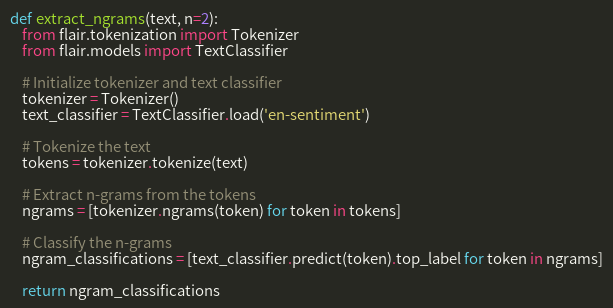 def extract_ngrams(text, n=2):
from flair.tokenization import Tokenizer
from flair.models import TextClassifier
# Initialize tokenizer and text classifier
tokenizer = Tokenizer()
text_classifier = TextClassifier.load('en-sentiment')
# Tokenize the text
tokens = tokenizer.tokenize(text)
# Extract n-grams from the tokens
ngrams = [tokenizer.ngrams(token) for token in tokens]
# Classify the n-grams
ngram_classifications = [text_classifier.predict(token).top_label for token in ngrams]
return ngram_classifications